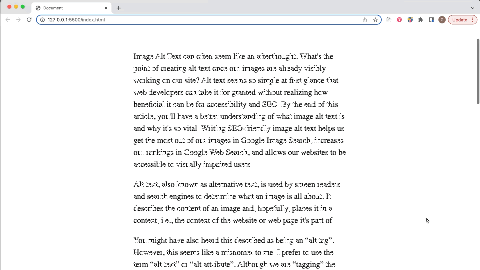 Document
127.0.0.1:5500/index.html
Update
Image Alt Text can often seem like an afterthought. What's the
point of creating alt text once our images are already visibly
working on our site? Alt text seems so simple at first glance that
web developers can take it for granted without realizing how
beneficial it can be for accessibility and SEO. By the end of this
article, you'll have a better understanding of what image alt text is
and why it's so vital. Writing SEO friendly image alt text helps us
get the most out of our images in Google Image Search, increases
our rankings in Google Web Search, and allows our websites to be
accessible to visually impaired users.
Alt text, also known as alternative text, is used by screen readers
and search engines to determine what an image is all about. It
describes the content of an image and, hopefully, places it in a
context, i.e., the context of the website or web page it's part of.
You might have also heard this described as being an "alt tag".
However, this seems like a misnomer to me. I prefer to use the
term "alt text" or "alt attribute". Although we are "tagging" the